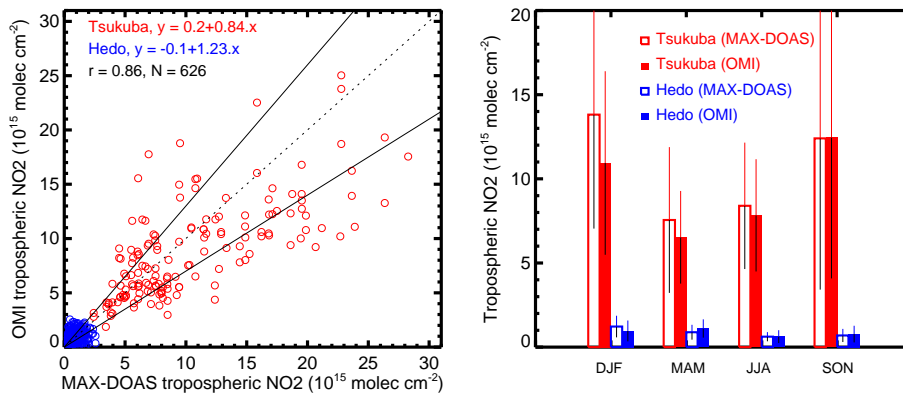 Tsukuba, y = 0.2+0.84.x
Hedo, y = -0.1+1.23.x
r = 0.86, N = 626
OMI tropospheric NO2 (10^15 molec cm^-2)
30
25
20
15
10
5
0
0 5 10 15 20 25 30
MAX-DOAS tropospheric NO2 (10^15 molec cm^-2)
Tropospheric NO2 (10^15 molec cm^-2)
20
15
10
5
0
Tsukuba (MAX-DOAS)
Tsukuba (OMI)
Hedo (MAX-DOAS)
Hedo (OMI)
DJF MAM JJA SON